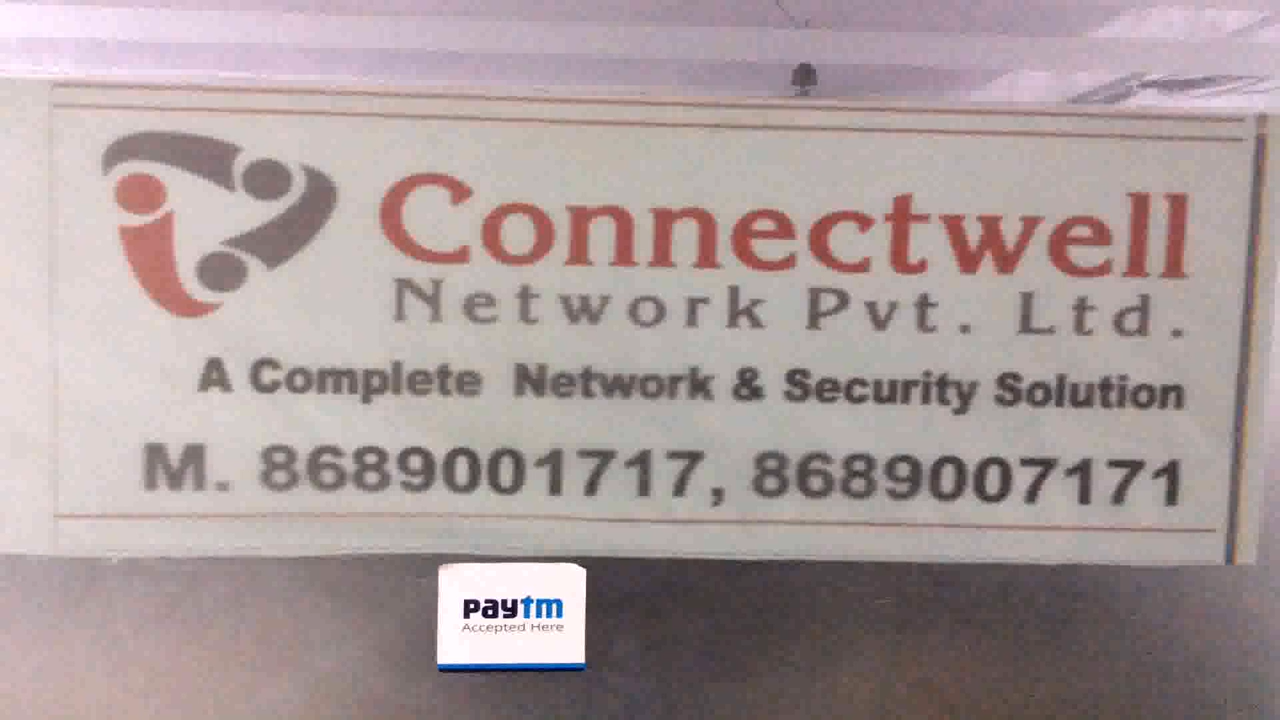 Connectwell
Network Pvt. Ltd.
A Complete Network & Security Solution
M. 8689001717, 8689007171
paytm
Accepted Here